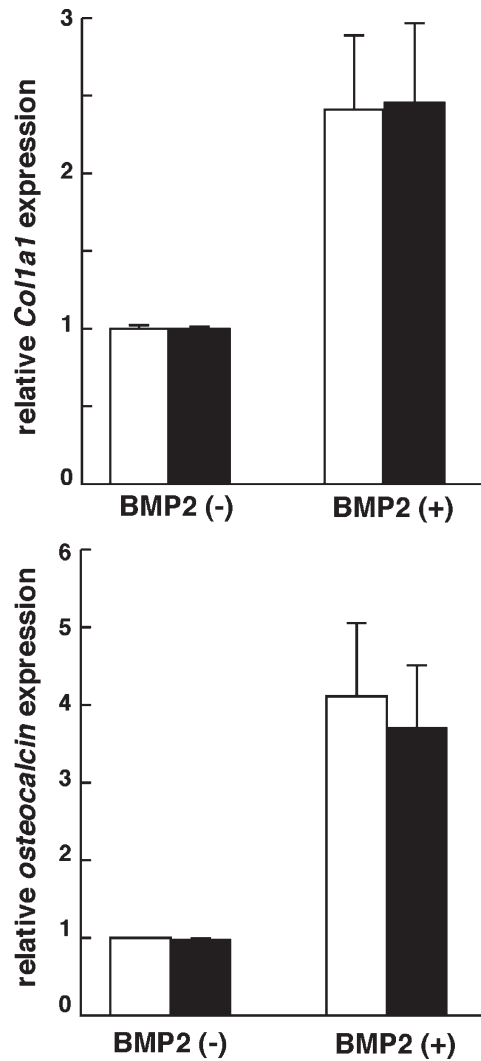 relative Col1a1 expression
3
2
1
0
BMP2 (-) BMP2 (+)
relative osteocalcin expression
6
5
4
3
2
1
0
BMP2 (-) BMP2 (+)